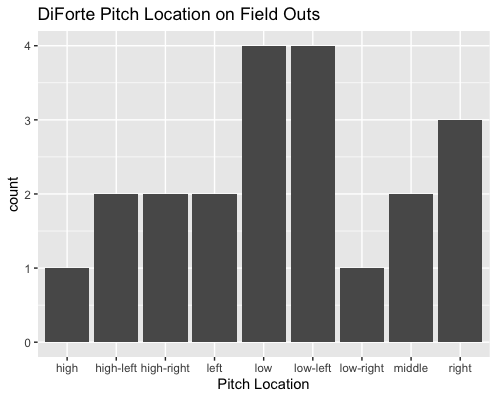 DiForte Pitch Location on Field Outs
count
4
3
2
1
0
high high-left high-right left low low-left low-right middle right
Pitch Location